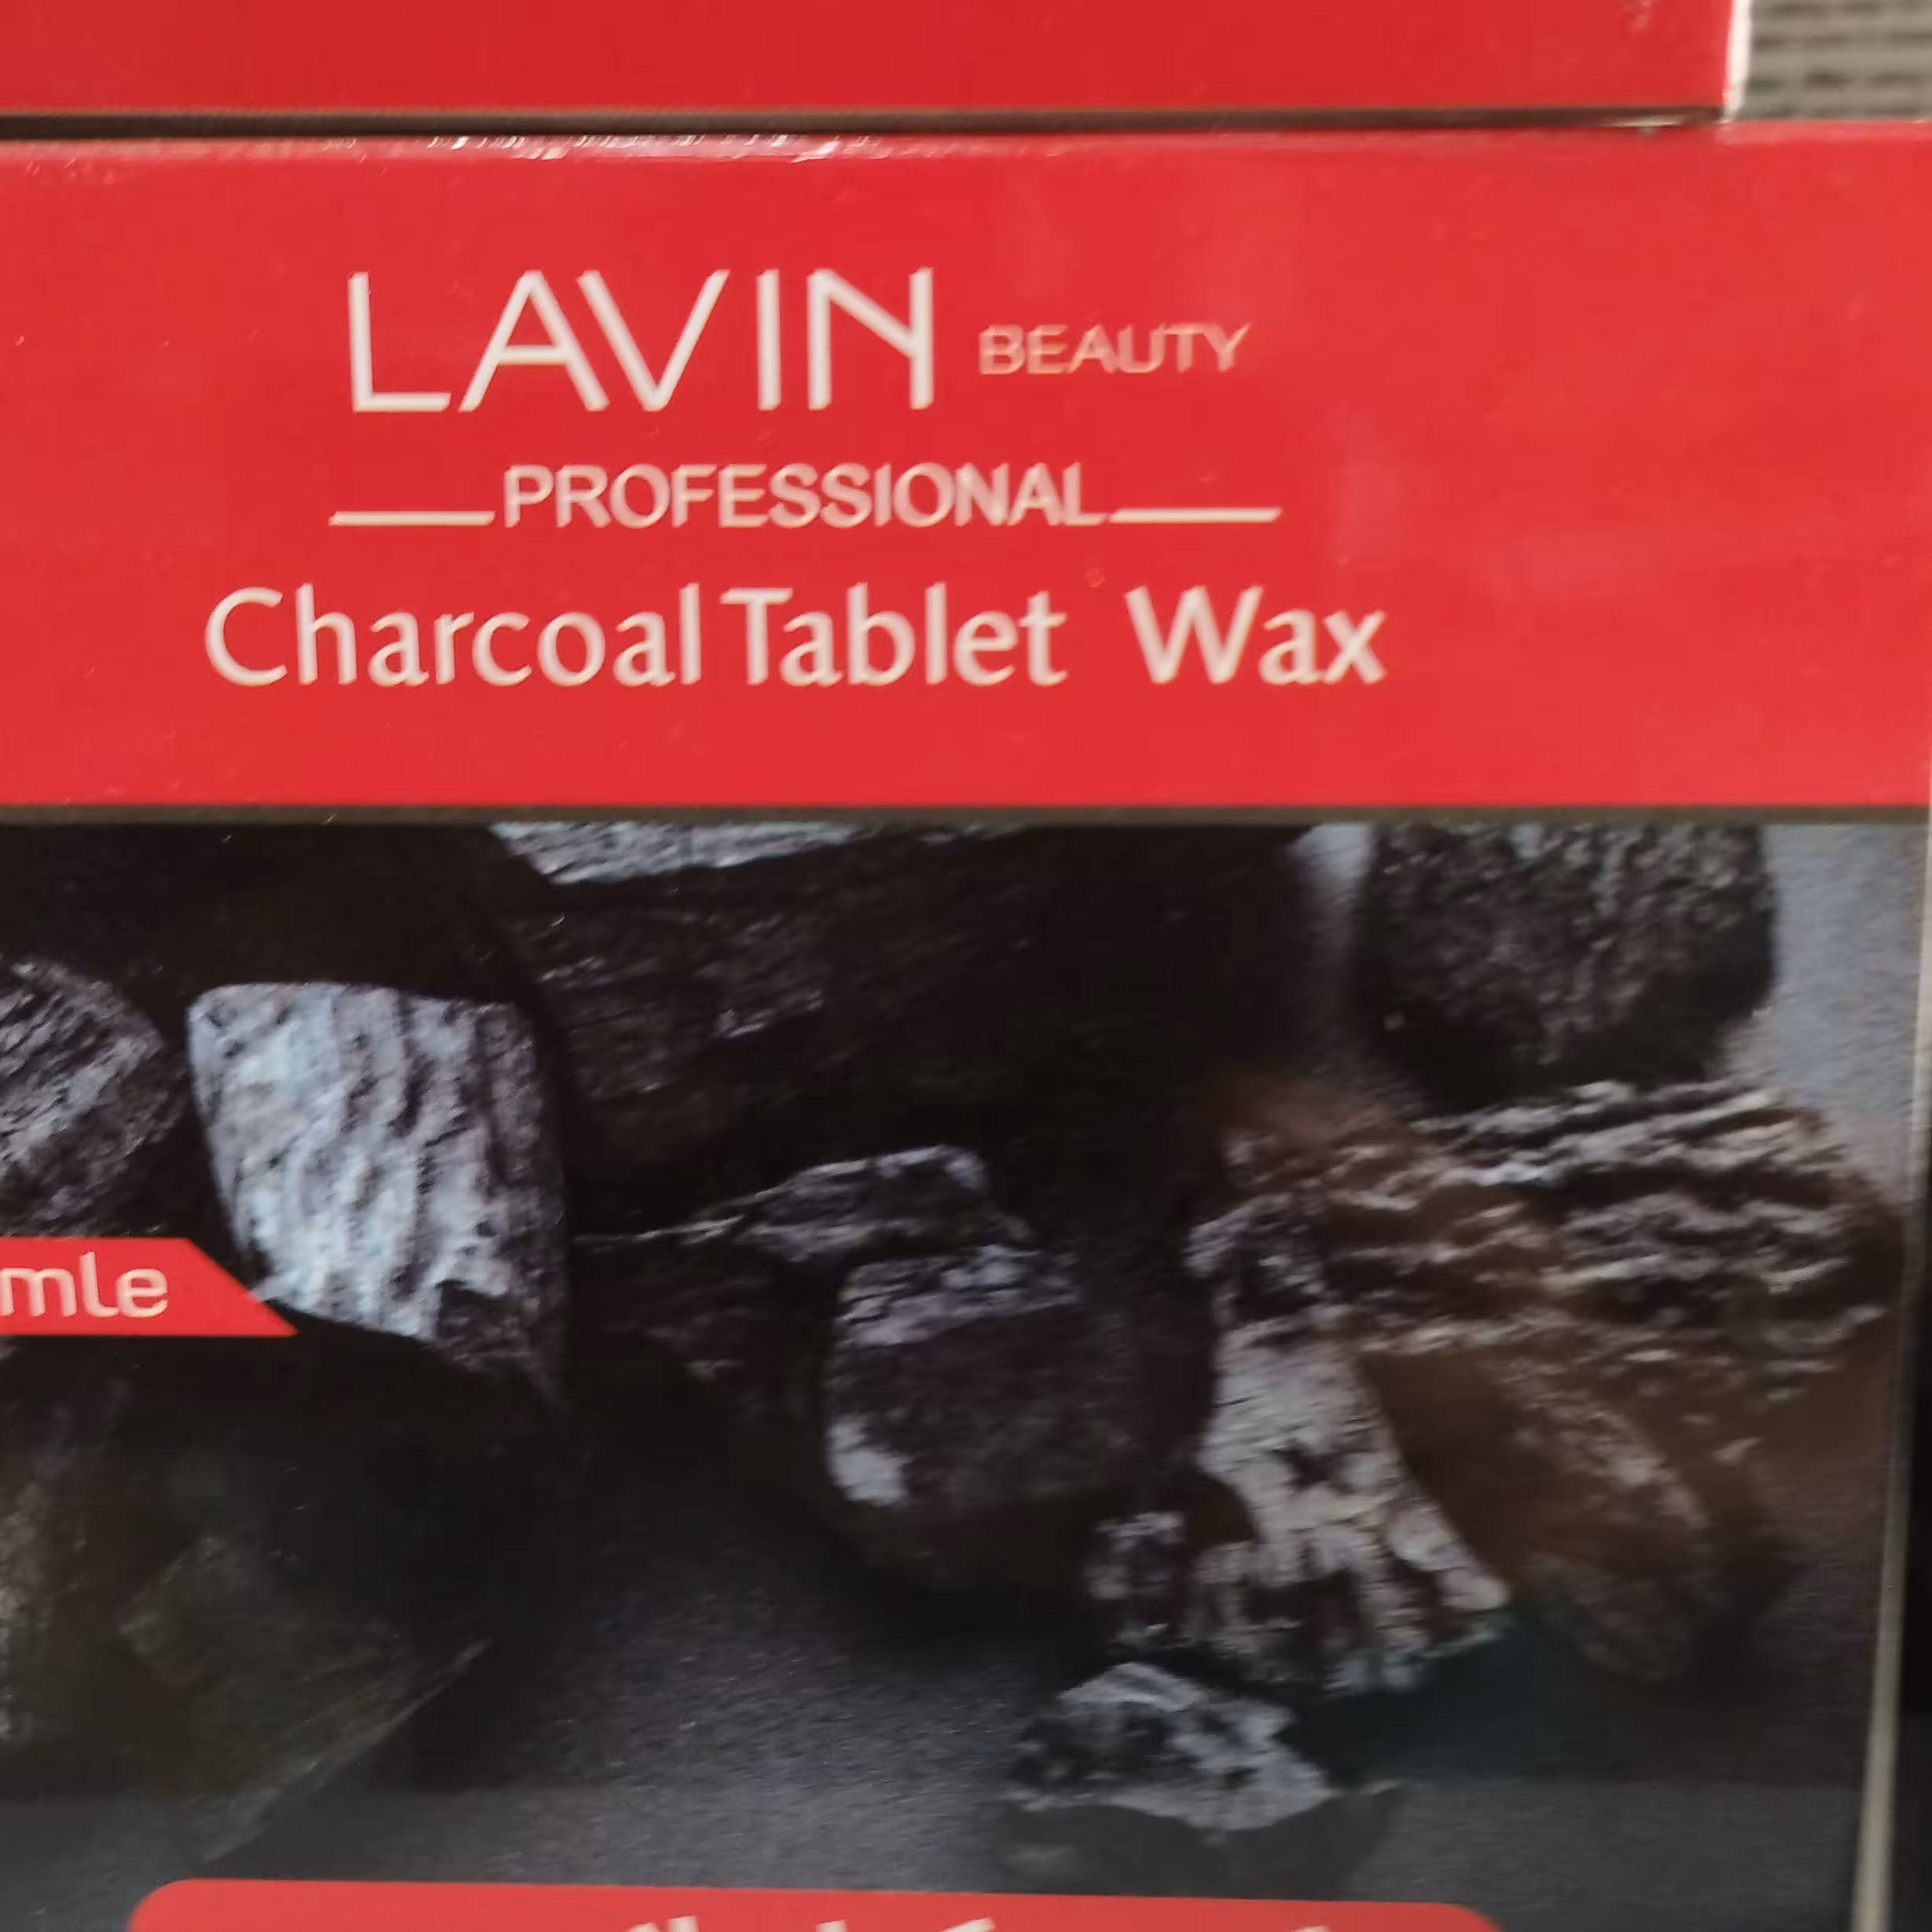 LAVIN BEAUTY
PROFESSIONAL
Charcoal Tablet Wax
mle